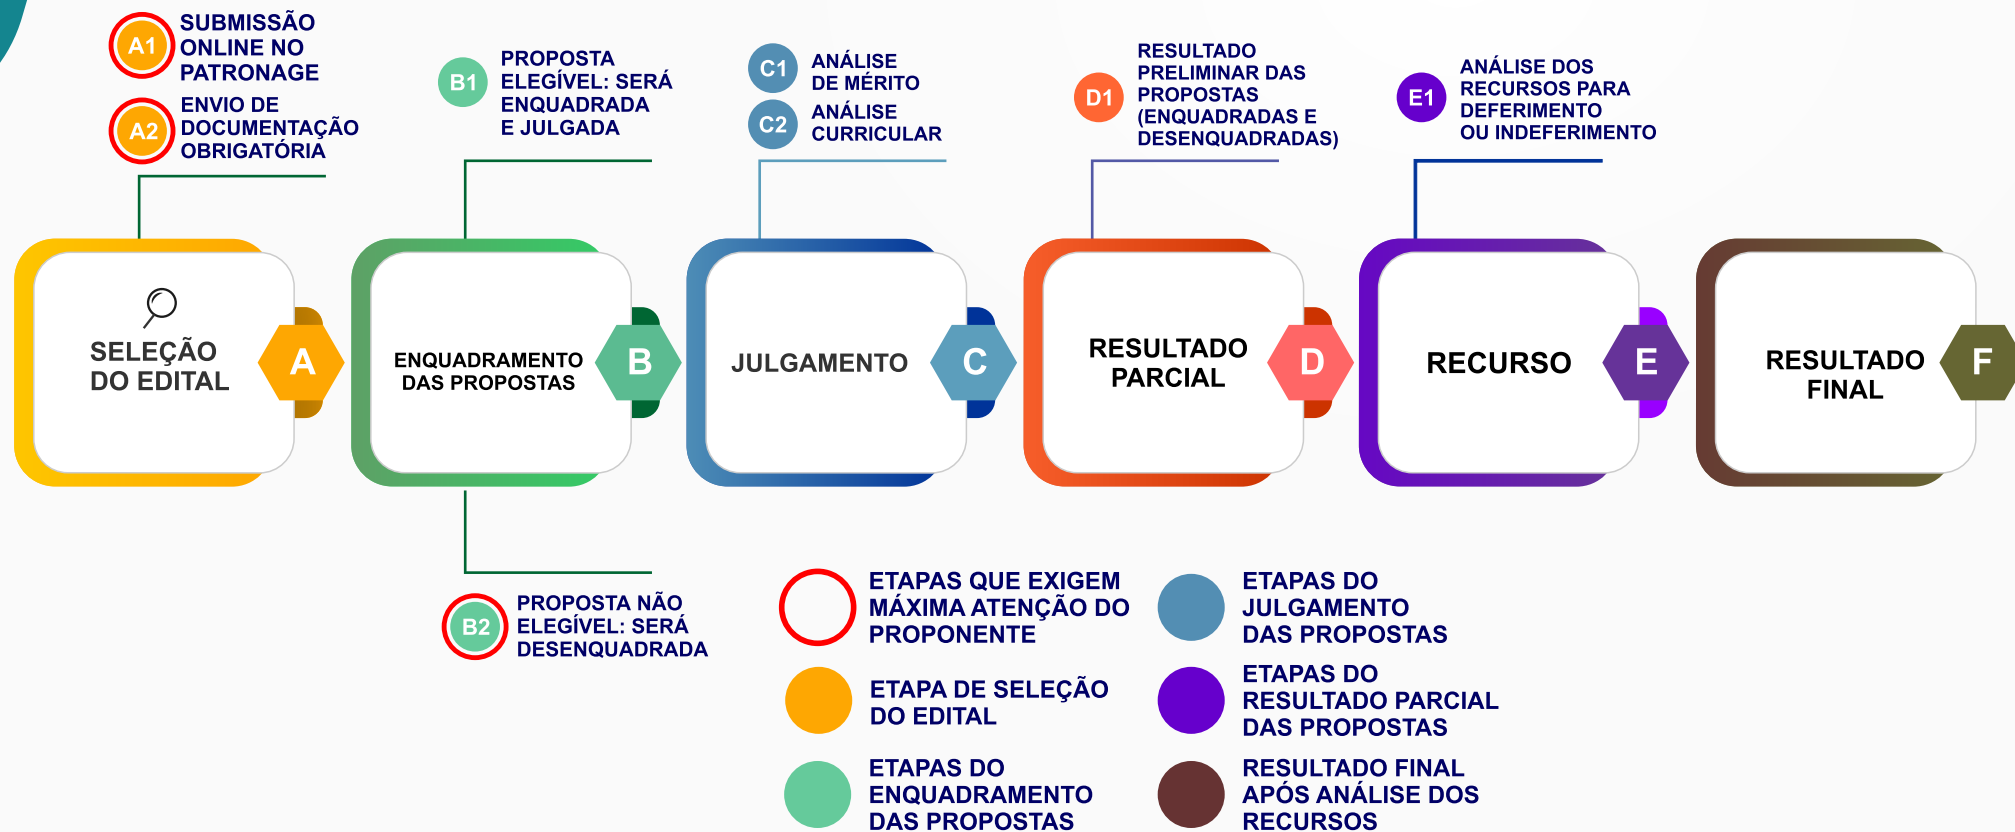 A1
SUBMISSÃO
ONLINE NO
PATRONAGE
A2
ENVIO DE
DOCUMENTAÇÃO
OBRIGATÓRIA
B1
PROPOSTA
ELEGÍVEL: SERÁ
ENQUADRADA
E JULGADA
C1
ANÁLISE
DE MÉRITO
C2
ANÁLISE
CURRICULAR
D1
RESULTADO
PRELIMINAR DAS
PROPOSTAS
(ENQUADRADAS E
DESENQUADRADAS)
E1
ANÁLISE DOS
RECURSOS PARA
DEFERIMENTO
OU INDEFERIMENTO
SELEÇÃO
DO EDITAL
A
ENQUADRAMENTO
DAS PROPOSTAS
B
JULGAMENTO
C
RESULTADO
PARCIAL
D
RECURSO
E
RESULTADO
FINAL
F
B2
PROPOSTA NÃO
ELEGÍVEL: SERÁ
DESENQUADRADA
ETAPAS QUE EXIGEM
MÁXIMA ATENÇÃO DO
PROPONENTE
ETAPA DE SELEÇÃO
DO EDITAL
ETAPAS DO
ENQUADRAMENTO
DAS PROPOSTAS
ETAPAS DO
JULGAMENTO
DAS PROPOSTAS
ETAPAS DO
RESULTADO PARCIAL
DAS PROPOSTAS
RESULTADO FINAL
APÓS ANÁLISE DOS
RECURSOS